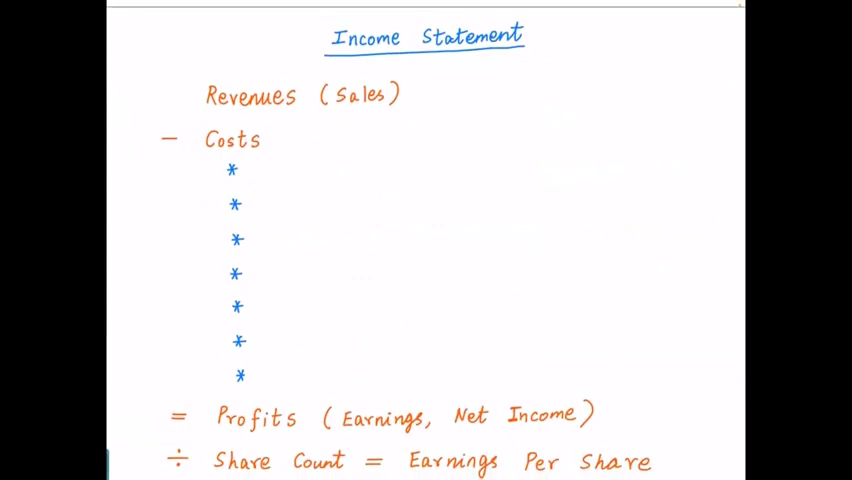 Income Statement
Revenues (Sales)
- Costs
*
*
*
*
*
*
*
= Profits (Earnings, Net Income)
÷ Share Count = Earnings Per Share